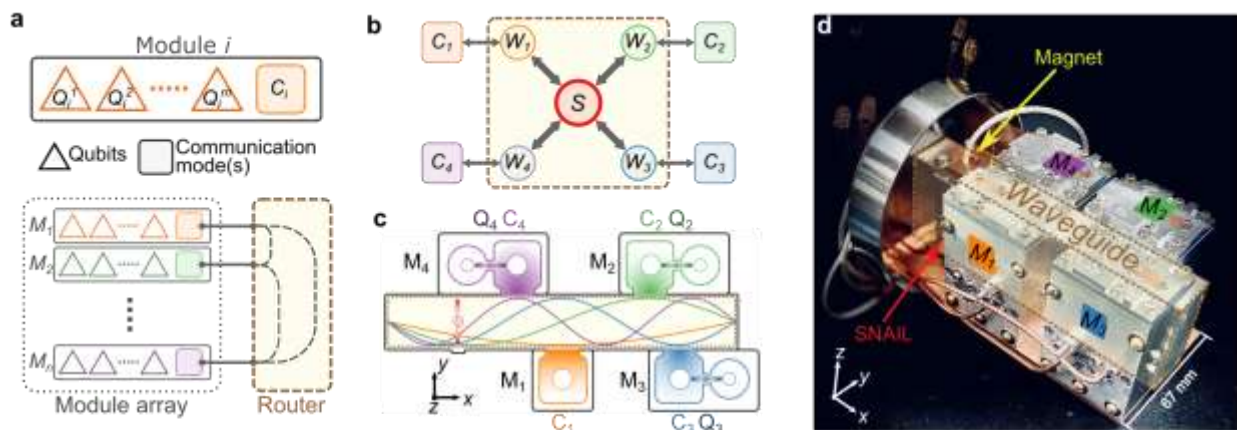 a
Module i
Q_i^1 Q_i^2 ····· Q_i^m C_i
Qubits
Communication
mode(s)
M_1
M_2
M_n
Module array
Router
b
C_1 W_1 W_2 C_2
S
C_4 W_4 W_3 C_3
c
Q_4 C_4 C_2 Q_2
M_4 M_2
y
z x
M_1 M_3
C_1 C_3 Q_3
d
Magnet
M_4
M_2
Waveguide
M_1
M_3
SNAIL
z
y
x
67 mm